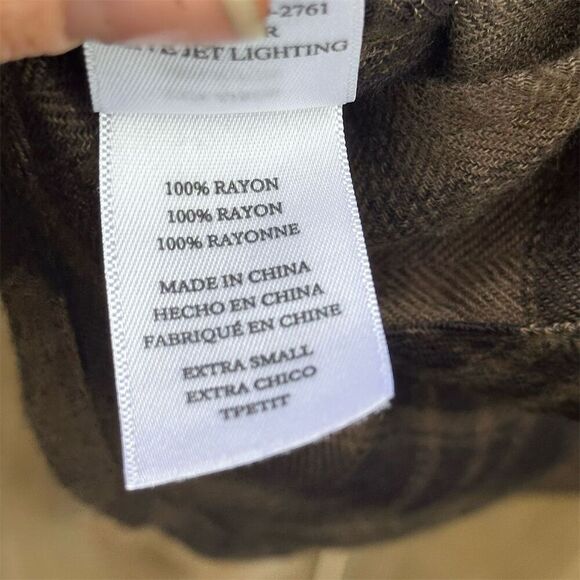 -2761
R
JET LIGHTING
100% RAYON
100% RAYON
100% RAYONNE
MADE IN CHINA
HECHO EN CHINA
FABRIQUÉ EN CHINE
EXTRA SMALL
EXTRA CHICO
TPETIT